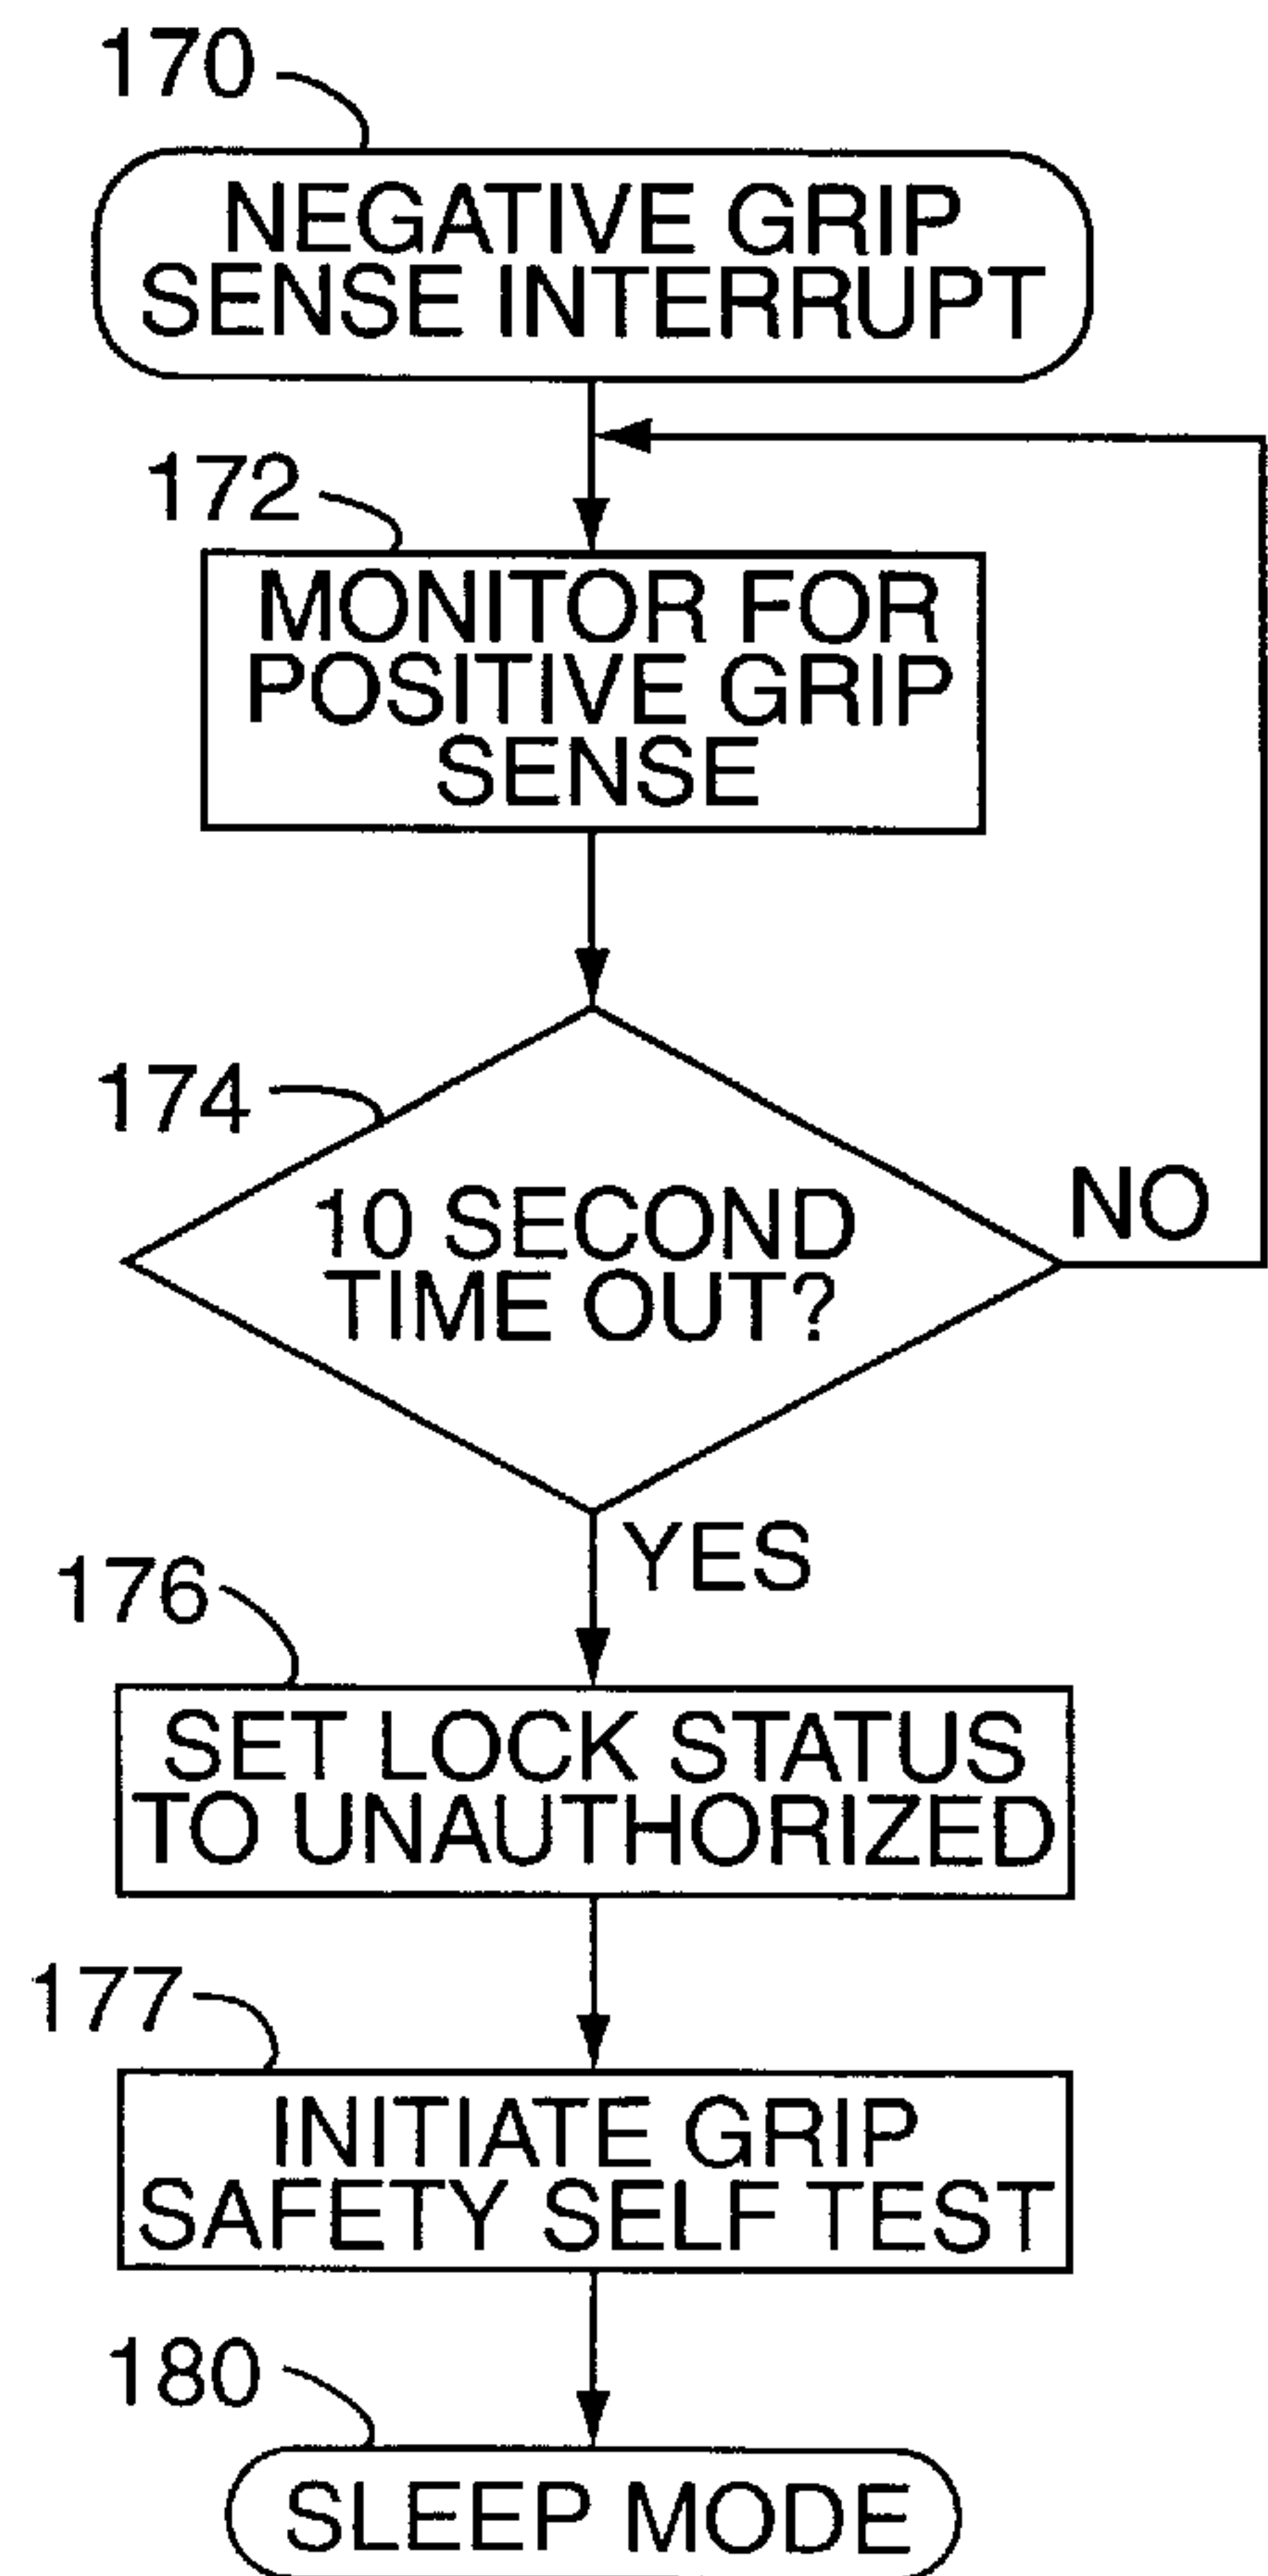 170
NEGATIVE GRIP
SENSE INTERRUPT
172
MONITOR FOR
POSITIVE GRIP
SENSE
174
10 SECOND
TIME OUT?
NO
YES
176
SET LOCK STATUS
TO UNAUTHORIZED
177
INITIATE GRIP
SAFETY SELF TEST
180
SLEEP MODE